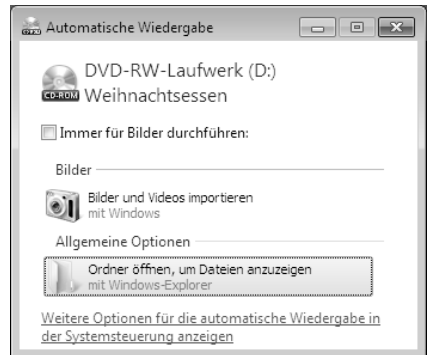 Automatische Wiedergabe
DVD-RW-Laufwerk (D:)
CD-ROM Weihnachtsessen
Immer für Bilder durchführen:
Bilder
Bilder und Videos importieren
mit Windows
Allgemeine Optionen
Ordner öffnen, um Dateien anzuzeigen
mit Windows-Explorer
Weitere Optionen für die automatische Wiedergabe in
der Systemsteuerung anzeigen